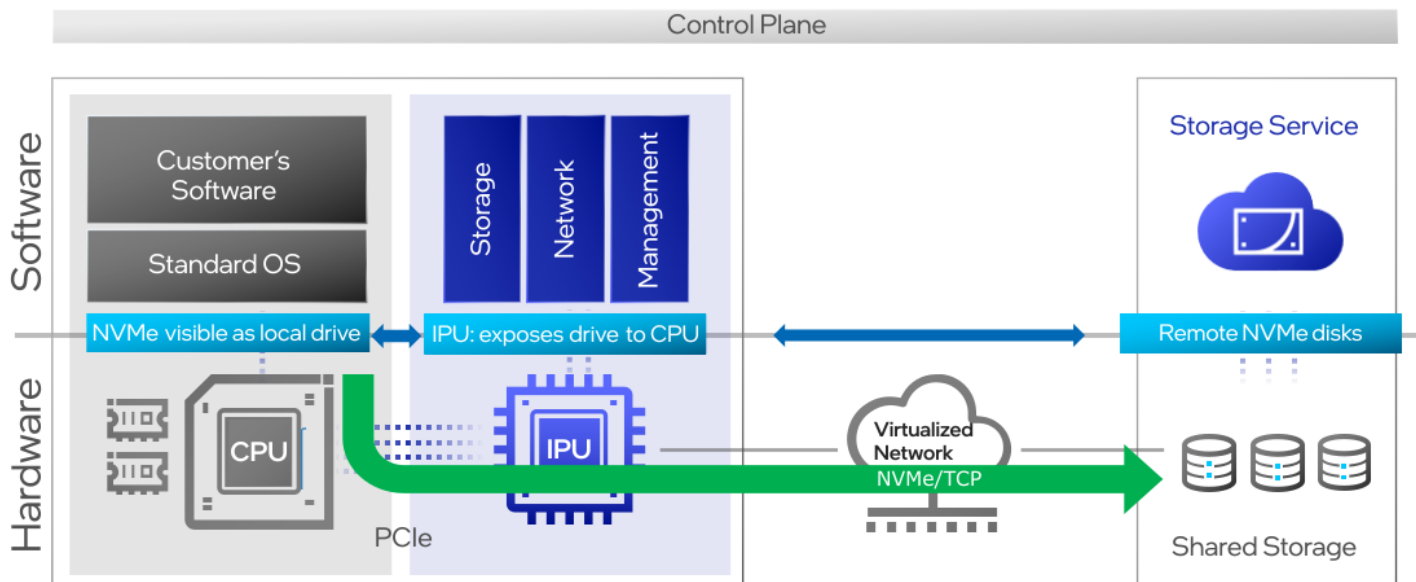 Control Plane
Software
Customer's
Software
Standard OS
Storage
Network
Management
Storage Service
NVMe visible as local drive
IPU: exposes drive to CPU
Remote NVMe disks
Hardware
CPU
IPU
Virtualized
Network
NVMe/TCP
PCIe
Shared Storage